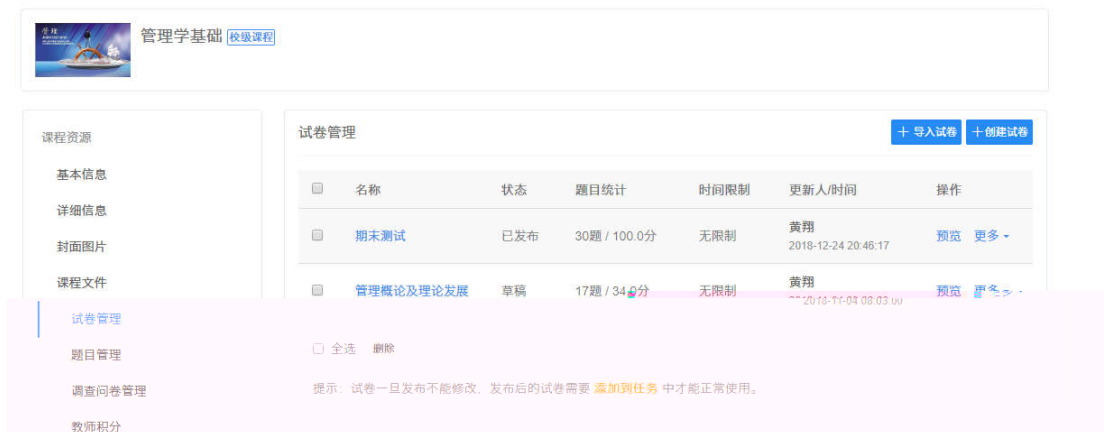 管理学基础 校级课程
课程资源
基本信息
详细信息
封面图片
课程文件
试卷管理
题目管理
调查问卷管理
教师积分
试卷管理
+ 导入试卷 +创建试卷
名称 状态 题目统计 时间限制 更新人/时间 操作
期末测试 已发布 30题 / 100.0分 无限制 黄翔 预览 更多
2018-12-24 20:46:17
管理概论及理论发展 草稿 17题 / 34.0分 无限制 黄翔 预览 更多
全选 删除
提示: 试卷一旦发布不能修改, 发布后的试卷需要 添加到任务 中才能正常使用。